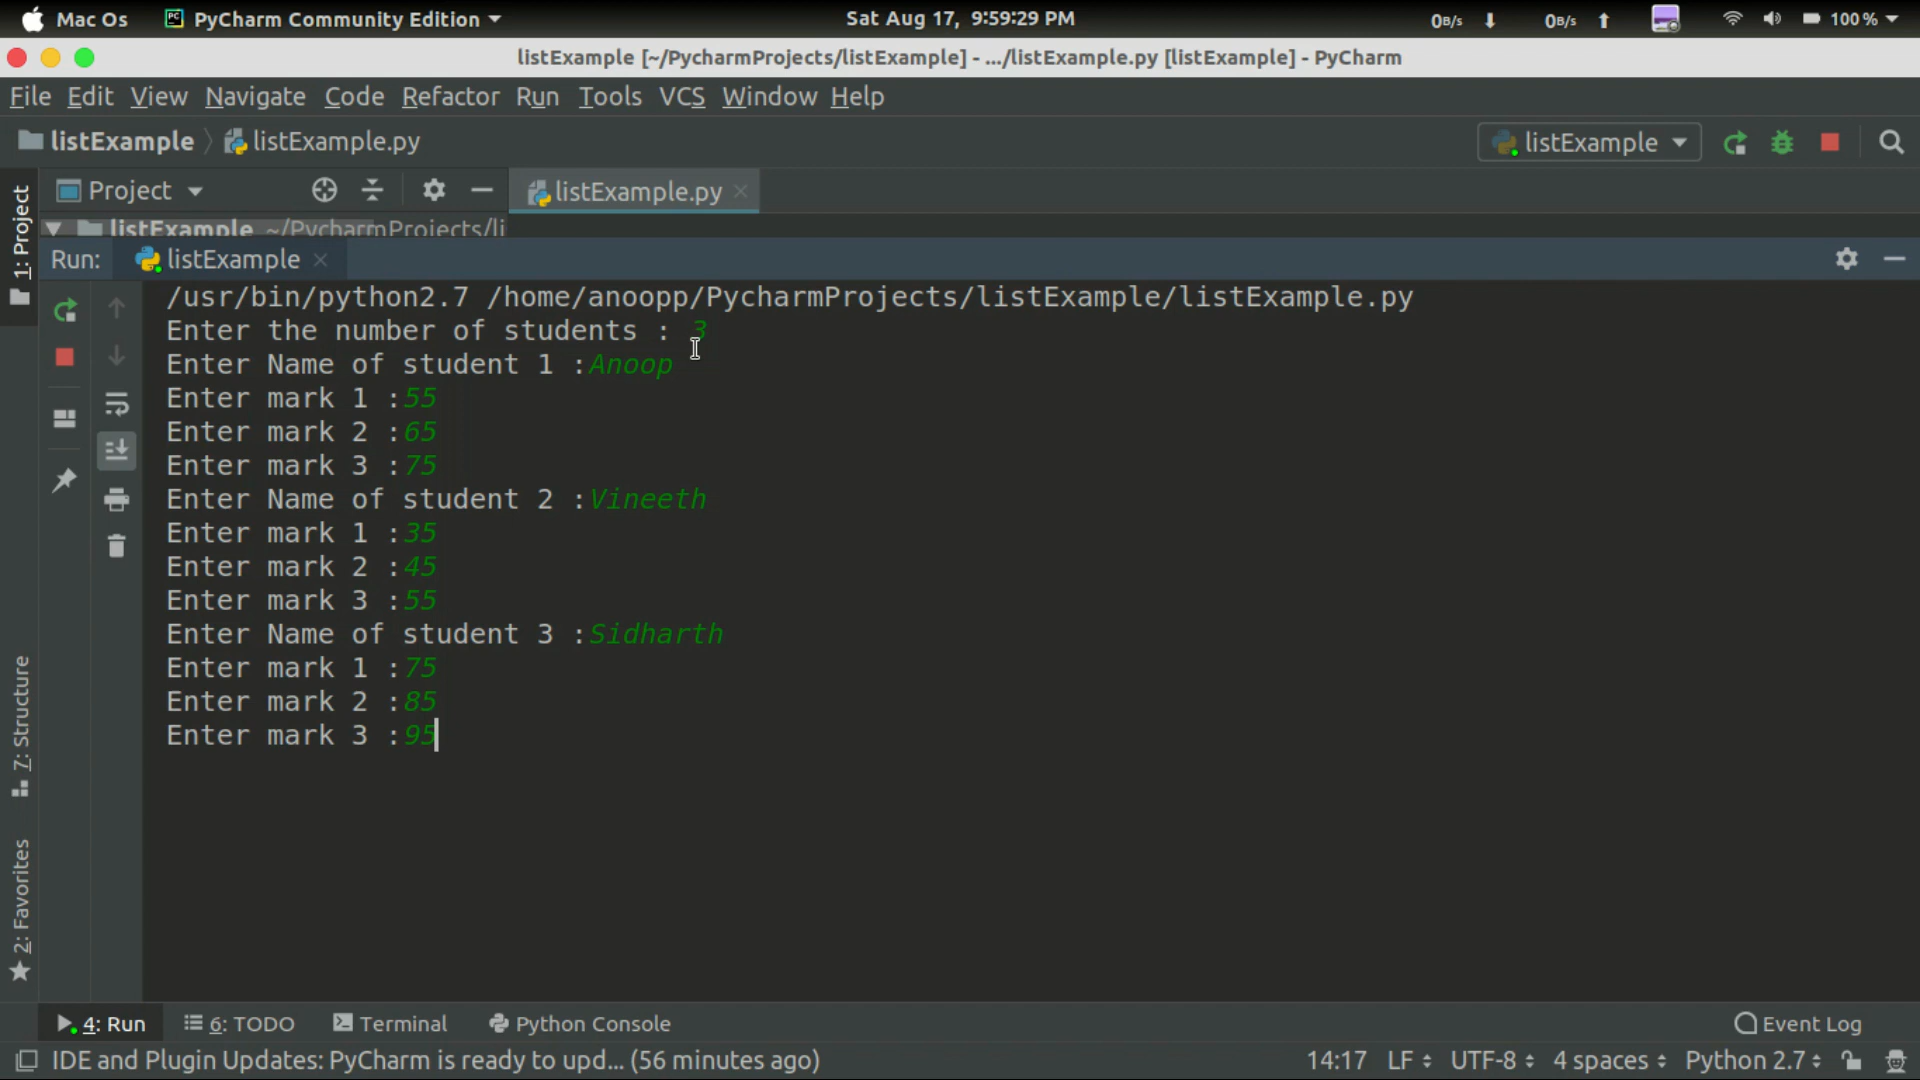 Mac Os PyCharm Community Edition Sat Aug 17, 9:59:29 PM 0B/s 0B/s 100 %
listExample [~/PycharmProjects/listExample] - .../listExample.py [listExample] - PyCharm
File Edit View Navigate Code Refactor Run Tools VCS Window Help
listExample listExample.py listExample
Project listExample.py
listExample ~/PycharmProjects/li
Run: listExample
1: Project
7: Structure
2: Favorites
/usr/bin/python2.7 /home/anoopp/PycharmProjects/listExample/listExample.py
Enter the number of students : 3
Enter Name of student 1 :Anoop
Enter mark 1 :55
Enter mark 2 :65
Enter mark 3 :75
Enter Name of student 2 :Vineeth
Enter mark 1 :35
Enter mark 2 :45
Enter mark 3 :55
Enter Name of student 3 :Sidharth
Enter mark 1 :75
Enter mark 2 :85
Enter mark 3 :95
4: Run 6: TODO Terminal Python Console Event Log
IDE and Plugin Updates: PyCharm is ready to upd... (56 minutes ago) 14:17 LF UTF-8 4 spaces Python 2.7